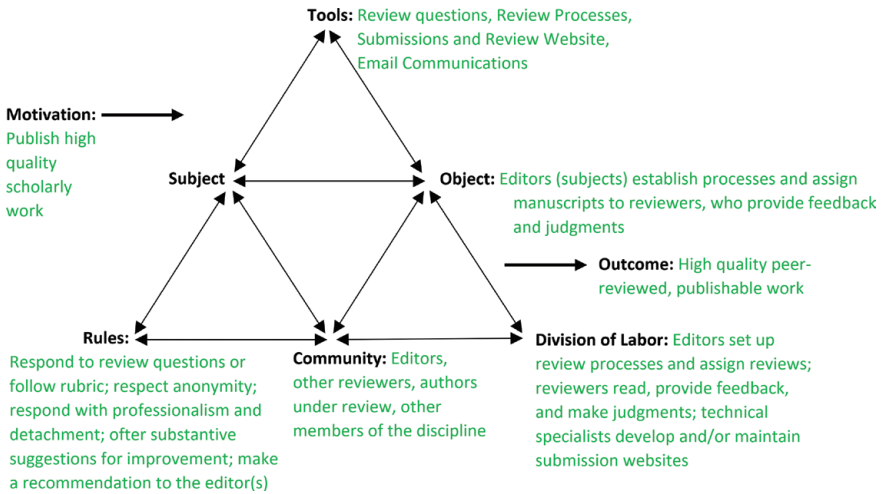 Tools: Review questions, Review Processes,
Submissions and Review Website,
Email Communications
Motivation:
Publish high
quality
scholarly
work
Subject
Object: Editors (subjects) establish processes and assign
manuscripts to reviewers, who provide feedback
and judgments
Outcome: High quality peer-
reviewed, publishable work
Rules:
Respond to review questions or
follow rubric; respect anonymity;
respond with professionalism and
detachment; ofter substantive
suggestions for improvement; make
a recommendation to the editor(s)
Community: Editors,
other reviewers, authors
under review, other
members of the discipline
Division of Labor: Editors set up
review processes and assign reviews;
reviewers read, provide feedback,
and make judgments; technical
specialists develop and/or maintain
submission websites